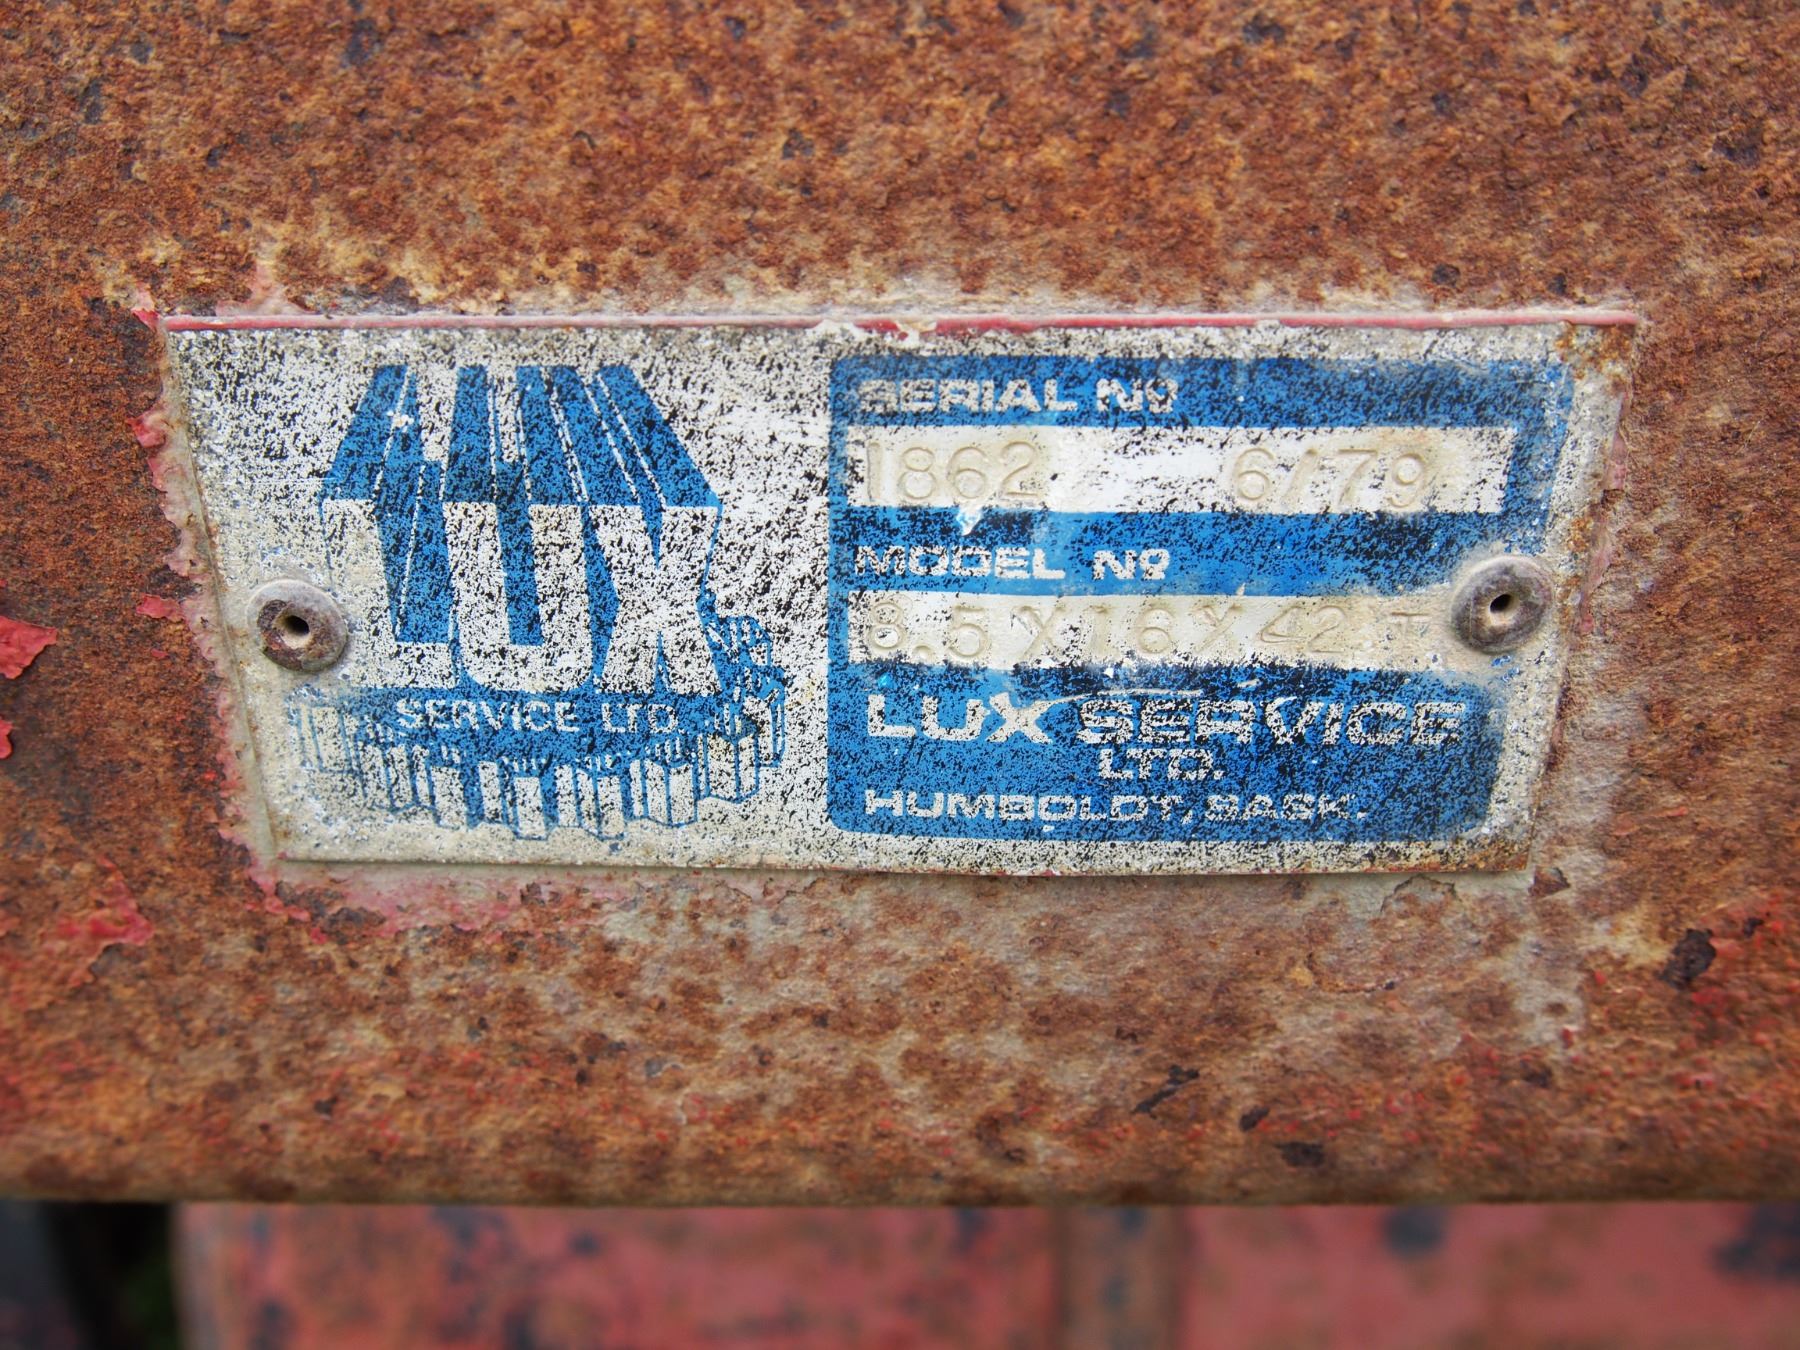 LUX
SERVICE LTD.
SERIAL Nº
1862 6/79
MODEL Nº
8.5 X 16 X 42 T
LUX SERVICE
LTD.
HUMBOLDT, SASK.